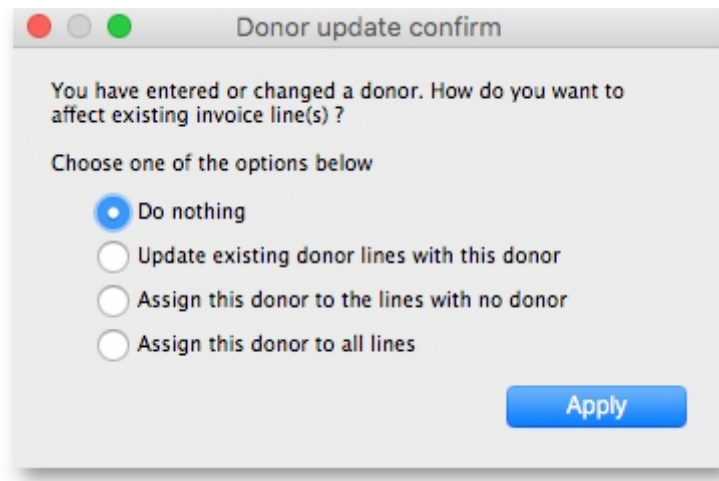 Donor update confirm
You have entered or changed a donor. How do you want to
affect existing invoice line(s) ?
Choose one of the options below
Do nothing
Update existing donor lines with this donor
Assign this donor to the lines with no donor
Assign this donor to all lines
Apply